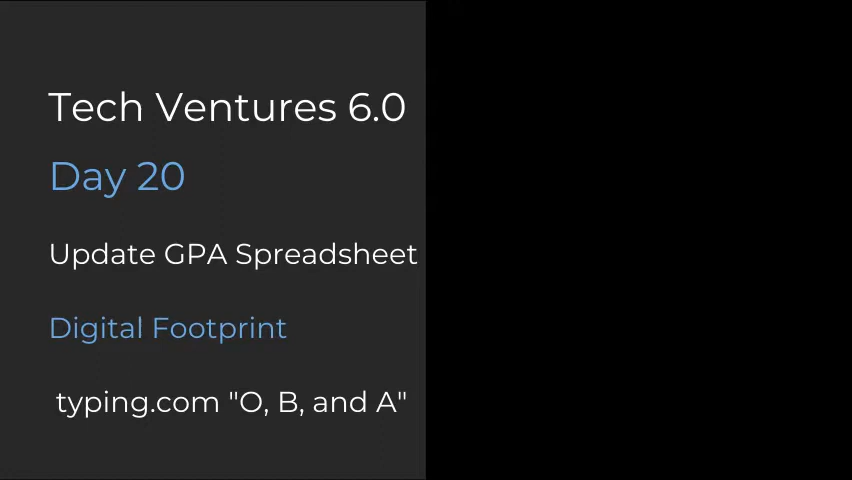 Tech Ventures 6.0
Day 20
Update GPA Spreadsheet
Digital Footprint
typing.com "O, B, and A"